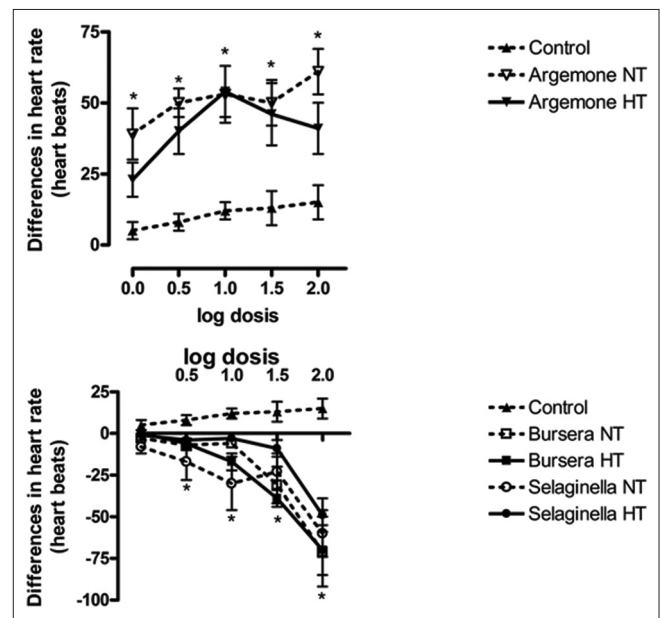 Differences in heart rate
(heart beats)
75
50
25
0
*
*
*
*
*
0.0 0.5 1.0 1.5 2.0
log dosis
Control
Argemone NT
Argemone HT
log dosis
0.5 1.0 1.5 2.0
Differences in heart rate
(heart beats)
25
0
-25
-50
-75
-100
*
*
*
*
Control
Bursera NT
Bursera HT
Selaginella NT
Selaginella HT